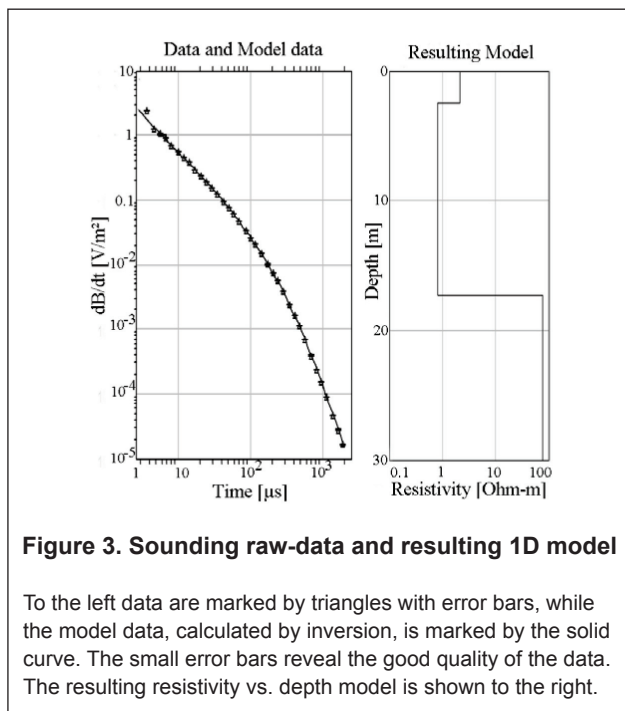 Data and Model data
10
1
0.1
10-2
10-3
10-4
10-5
dB/dt [V/m²]
1
10
10²
10³
Time [µs]
Resulting Model
0
10
20
30
Depth [m]
0.1
1
10
100
Resistivity [Ohm-m]
Figure 3. Sounding raw-data and resulting 1D model
To the left data are marked by triangles with error bars, while
the model data, calculated by inversion, is marked by the solid
curve. The small error bars reveal the good quality of the data.
The resulting resistivity vs. depth model is shown to the right.